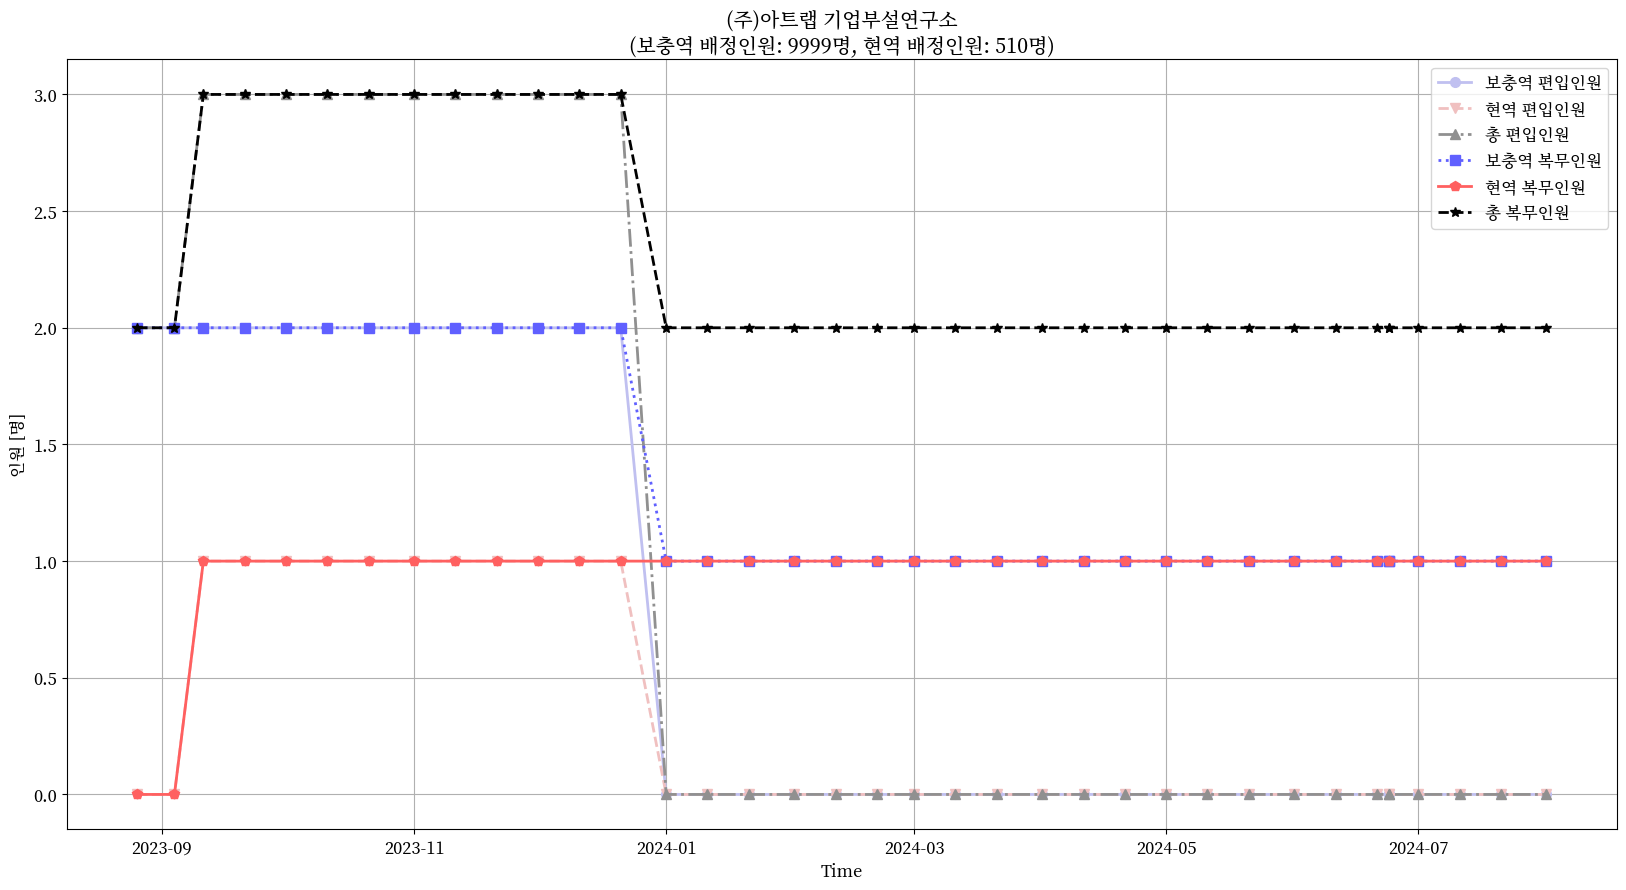 (주)아트랩 기업부설연구소
(보충역 배정인원: 9999명, 현역 배정인원: 510명)
보충역 편입인원
현역 편입인원
총 편입인원
보충역 복무인원
현역 복무인원
총 복무인원
인원 [명]
3.0
2.5
2.0
1.5
1.0
0.5
0.0
2023-09
2023-11
2024-01
2024-03
2024-05
2024-07
Time